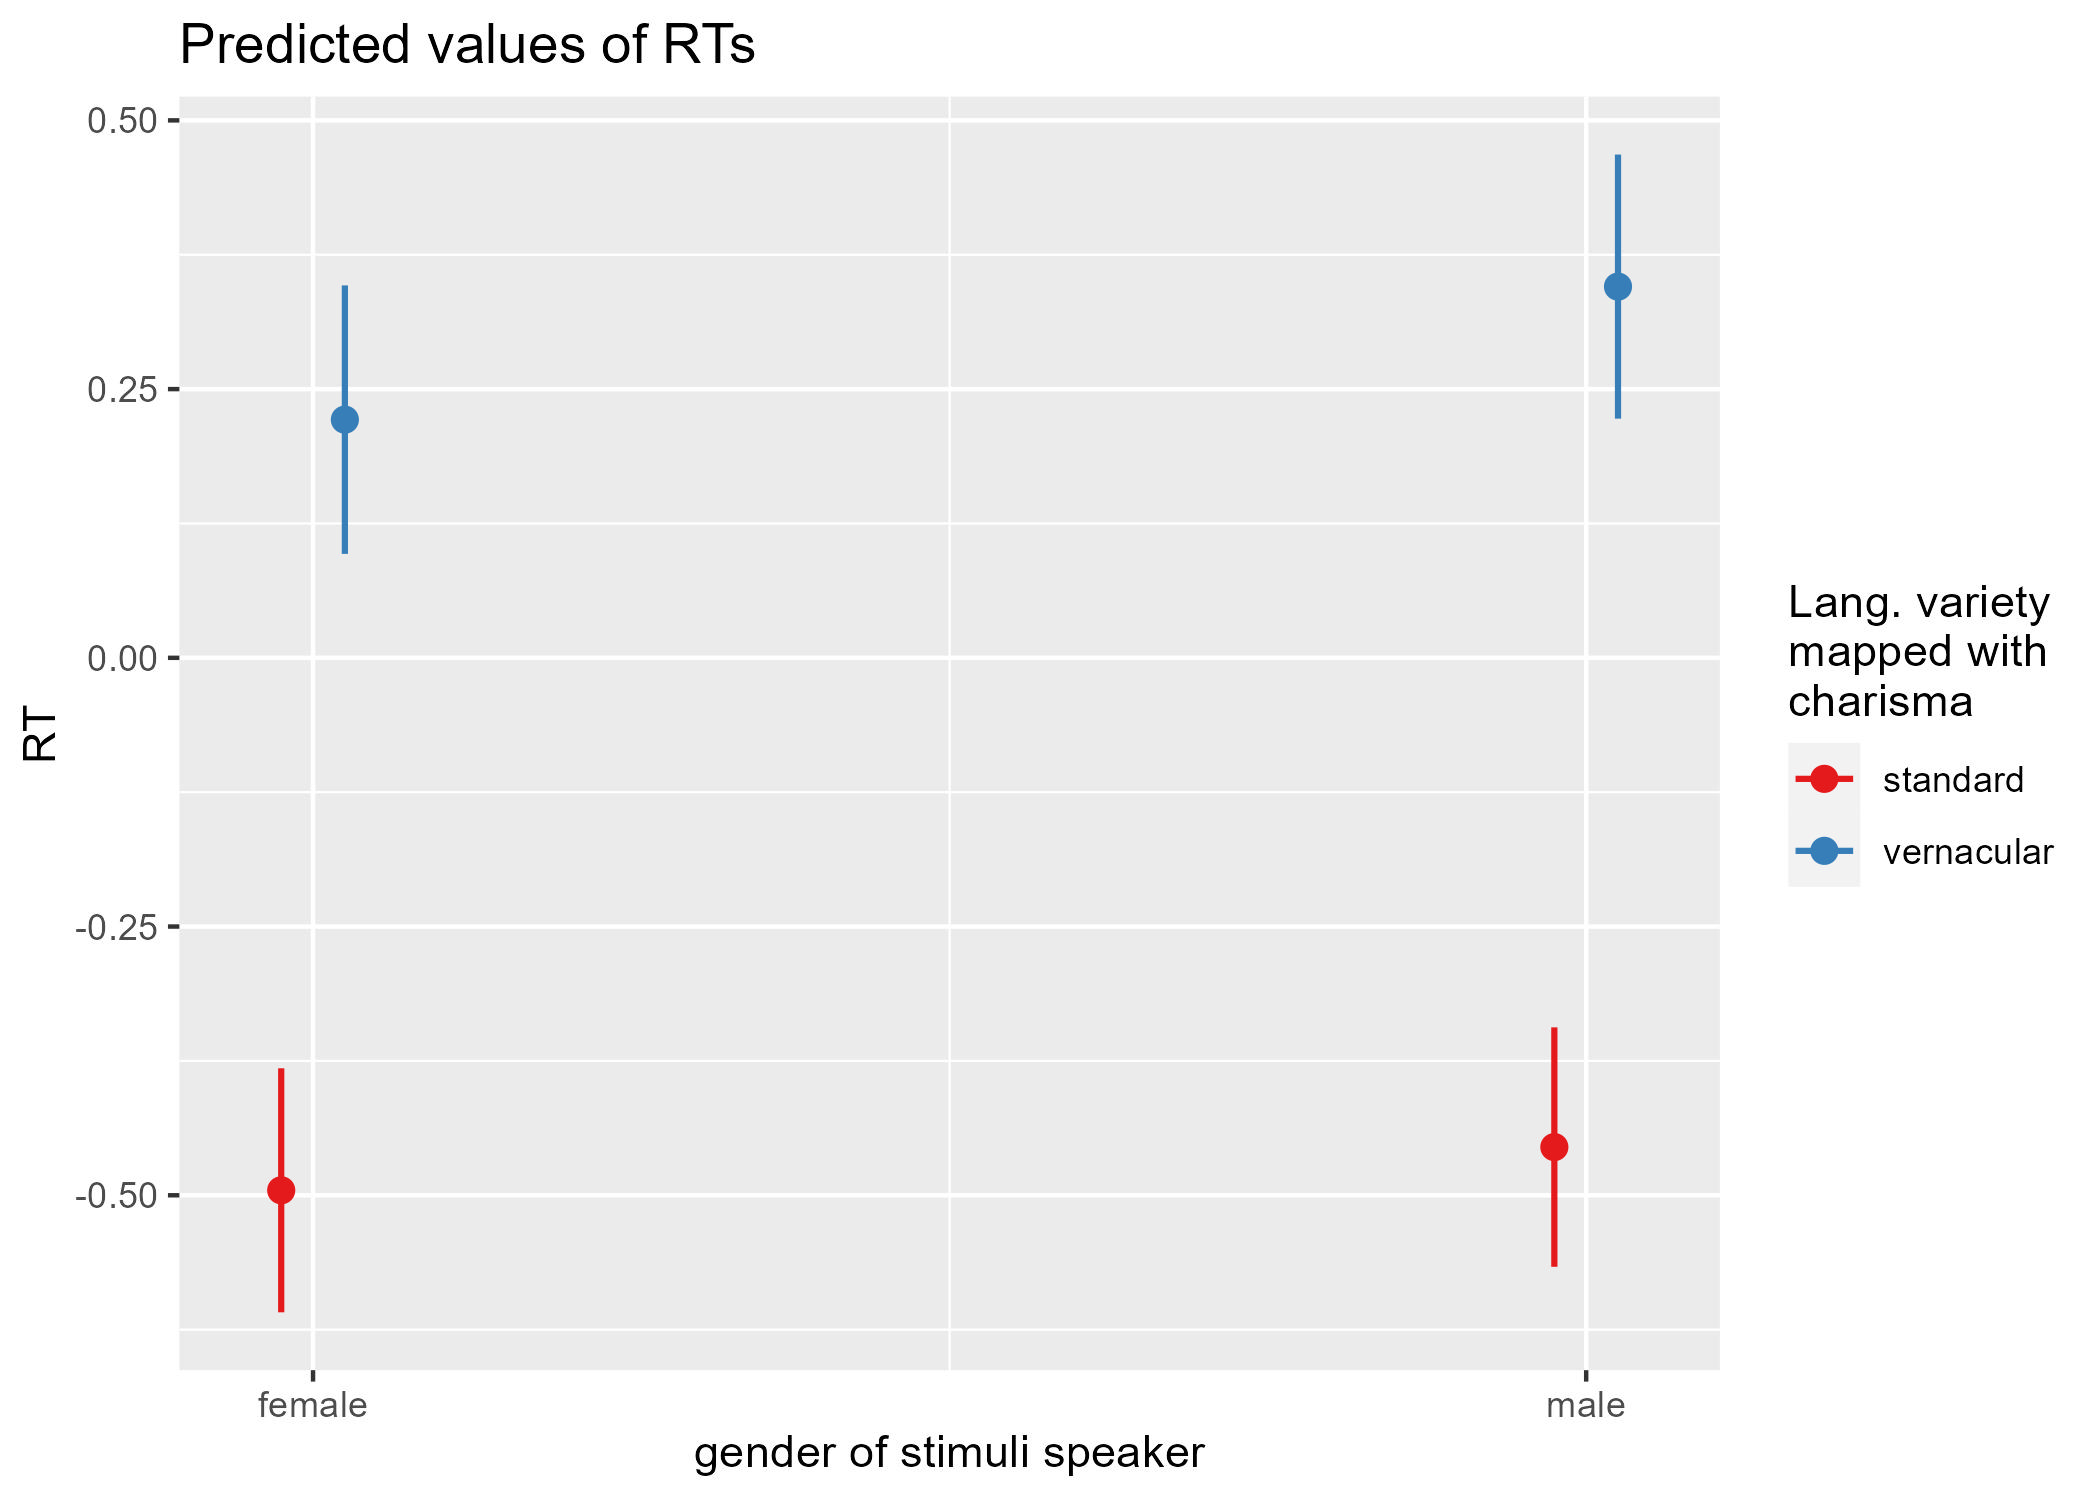 Predicted values of RTs
0.50
0.25
0.00
-0.25
-0.50
RT
female
male
gender of stimuli speaker
Lang. variety
mapped with
charisma
standard
vernacular